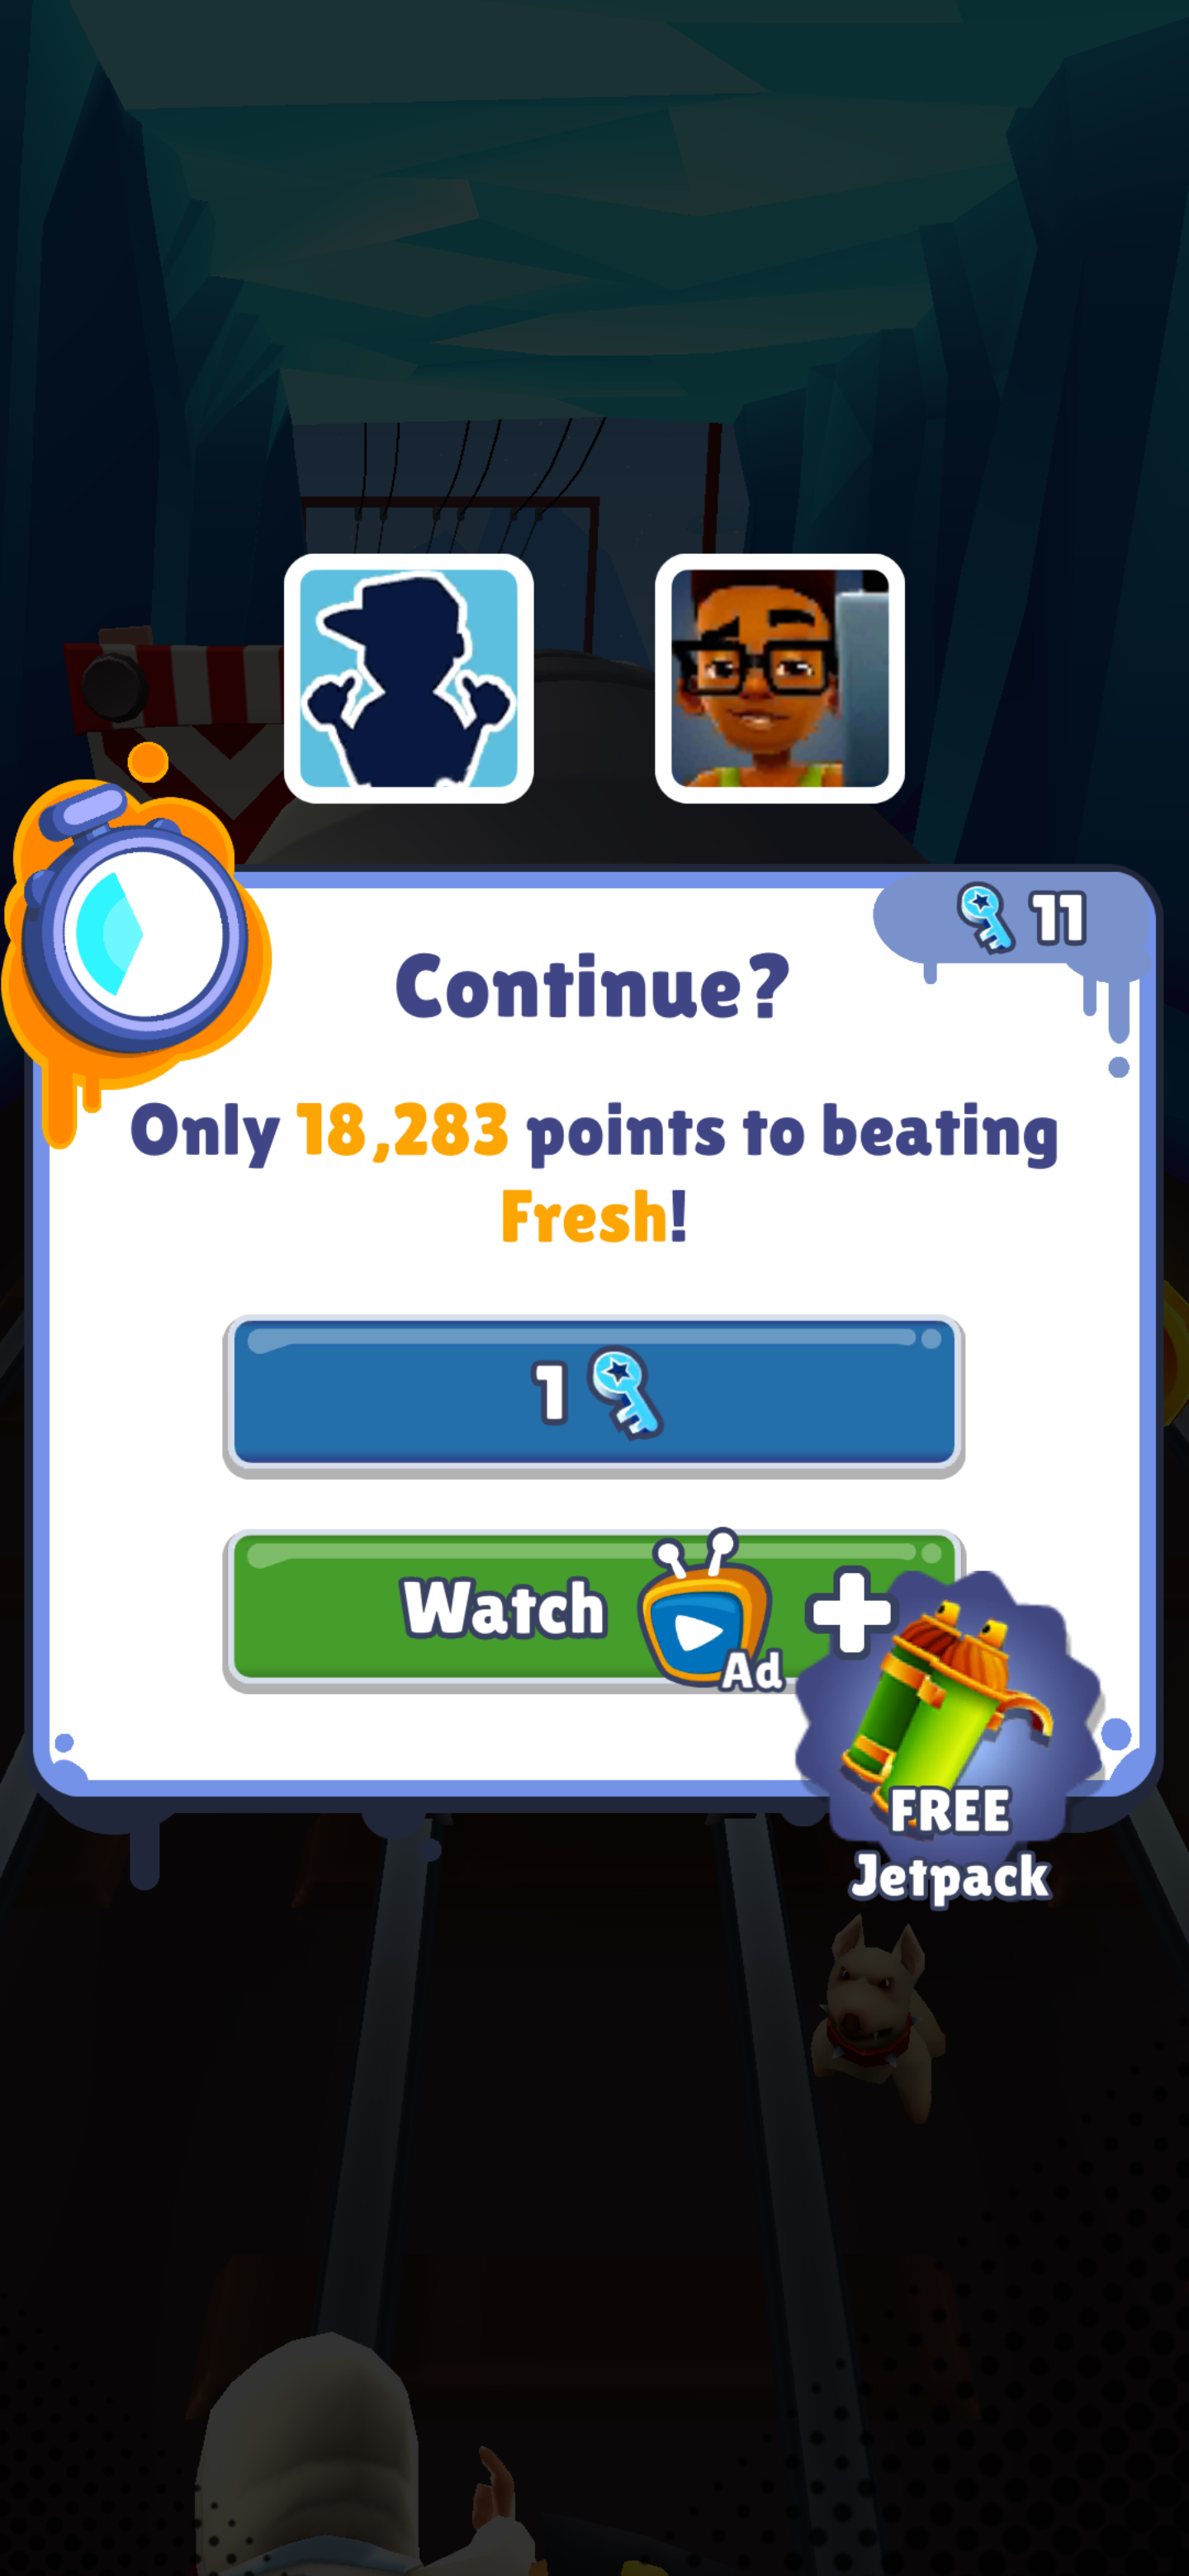 11
Continue?
Only 18,283 points to beating
Fresh!
1
Watch
Ad
FREE
Jetpack